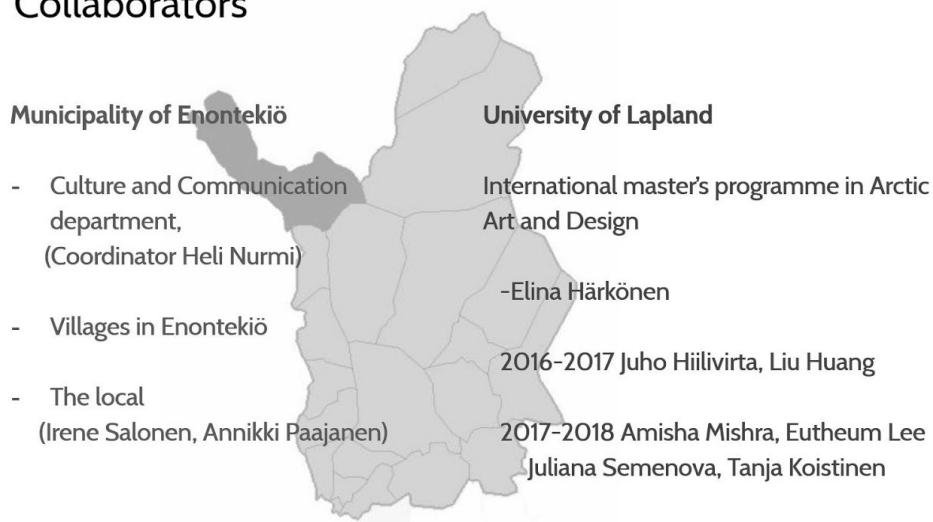 Collaborators
Municipality of Enontekiö
- Culture and Communication
department,
(Coordinator Heli Nurmi)
- Villages in Enontekiö
- The local
(Irene Salonen, Annikki Paajanen)
University of Lapland
International master's programme in Arctic
Art and Design
-Elina Härkönen
2016-2017 Juho Hiilivirta, Liu Huang
2017-2018 Amisha Mishra, Eutheum Lee
Juliana Semenova, Tanja Koistinen